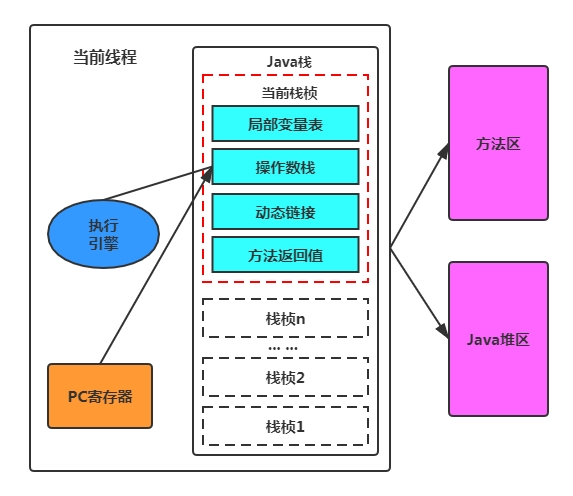 当前线程
Java栈
当前栈桢
局部变量表
操作数栈
动态链接
方法返回值
执行
引擎
PC寄存器
栈桢n
... ...
栈桢2
栈桢1
方法区
Java堆区